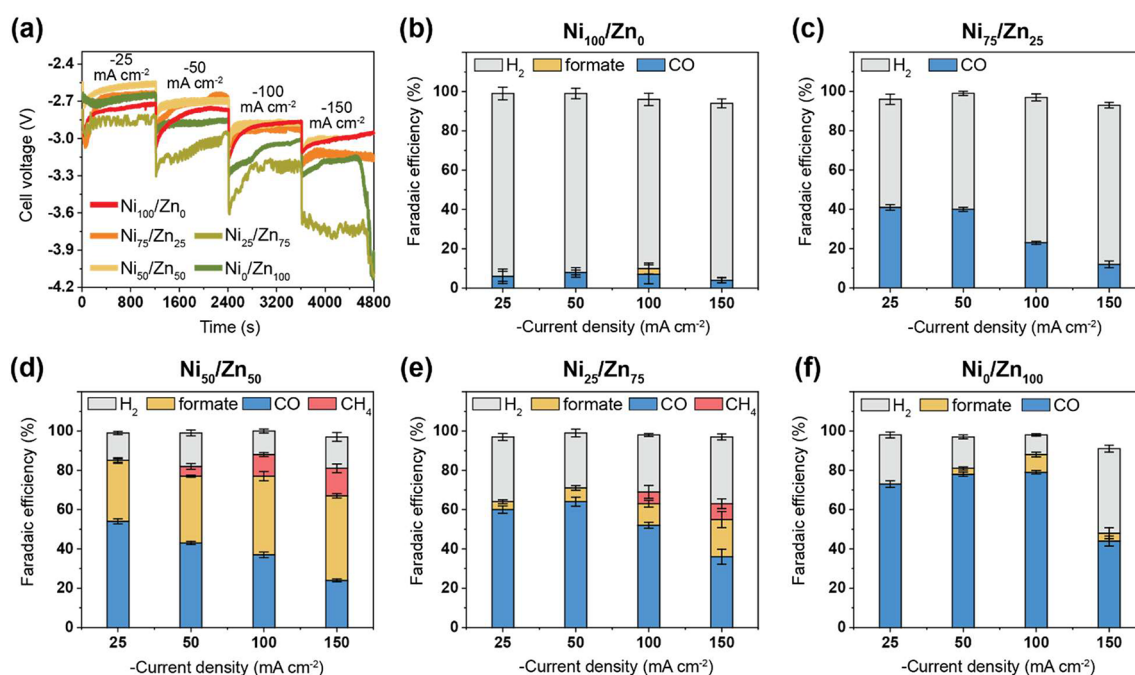 (a)
-25
mA cm-2
-50
mA cm-2
-100
mA cm-2
-150
mA cm-2
-2.4
-2.7
-3.0
-3.3
-3.6
-3.9
-4.2
Cell voltage (V)
Ni100/Zn0
Ni75/Zn25
Ni50/Zn50
Ni25/Zn75
Ni0/Zn100
0 800 1600 2400 3200 4000 4800
Time (s)
(b)
Ni100/Zn0
H2 formate CO
100
80
60
40
20
0
Faradaic efficiency (%)
25 50 100 150
-Current density (mA cm-2)
(c)
Ni75/Zn25
H2 CO
100
80
60
40
20
0
Faradaic efficiency (%)
25 50 100 150
-Current density (mA cm-2)
(d)
Ni50/Zn50
H2 formate CO CH4
100
80
60
40
20
0
Faradaic efficiency (%)
25 50 100 150
-Current density (mA cm-2)
(e)
Ni25/Zn75
H2 formate CO CH4
100
80
60
40
20
0
Faradaic efficiency (%)
25 50 100 150
-Current density (mA cm-2)
(f)
Ni0/Zn100
H2 formate CO
100
80
60
40
20
0
Faradaic efficiency (%)
25 50 100 150
-Current density (mA cm-2)